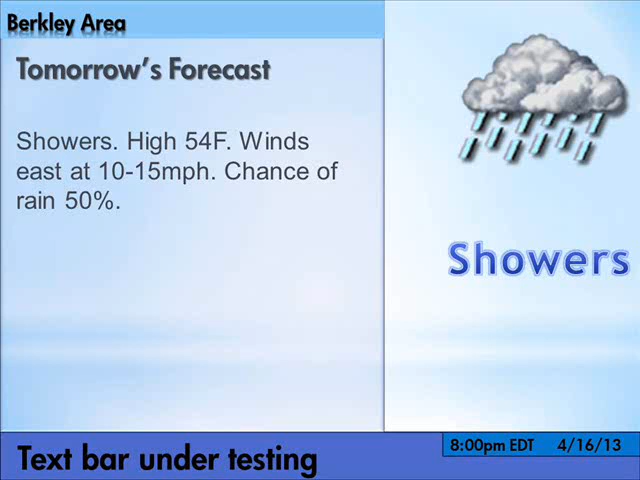 Berkley Area
Tomorrow's Forecast
Showers. High 54F. Winds
east at 10-15mph. Chance of
rain 50%.
Showers
8:00pm EDT 4/16/13
Text bar under testing